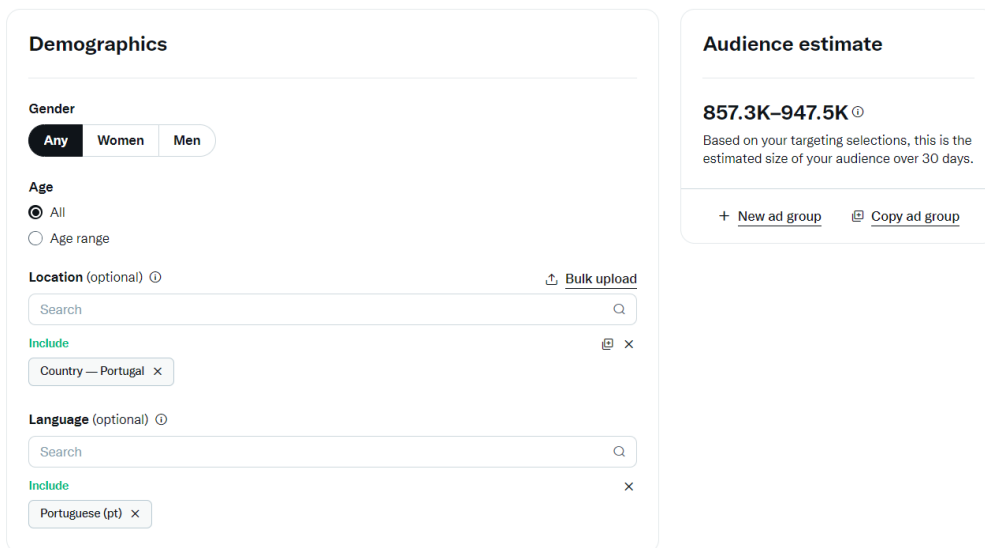 Demographics
Gender
Any Women Men
Age
All
Age range
Location (optional)
Bulk upload
Search
Include
Country — Portugal
Language (optional)
Search
Include
Portuguese (pt)
Audience estimate
857.3K–947.5K
Based on your targeting selections, this is the
estimated size of your audience over 30 days.
New ad group Copy ad group